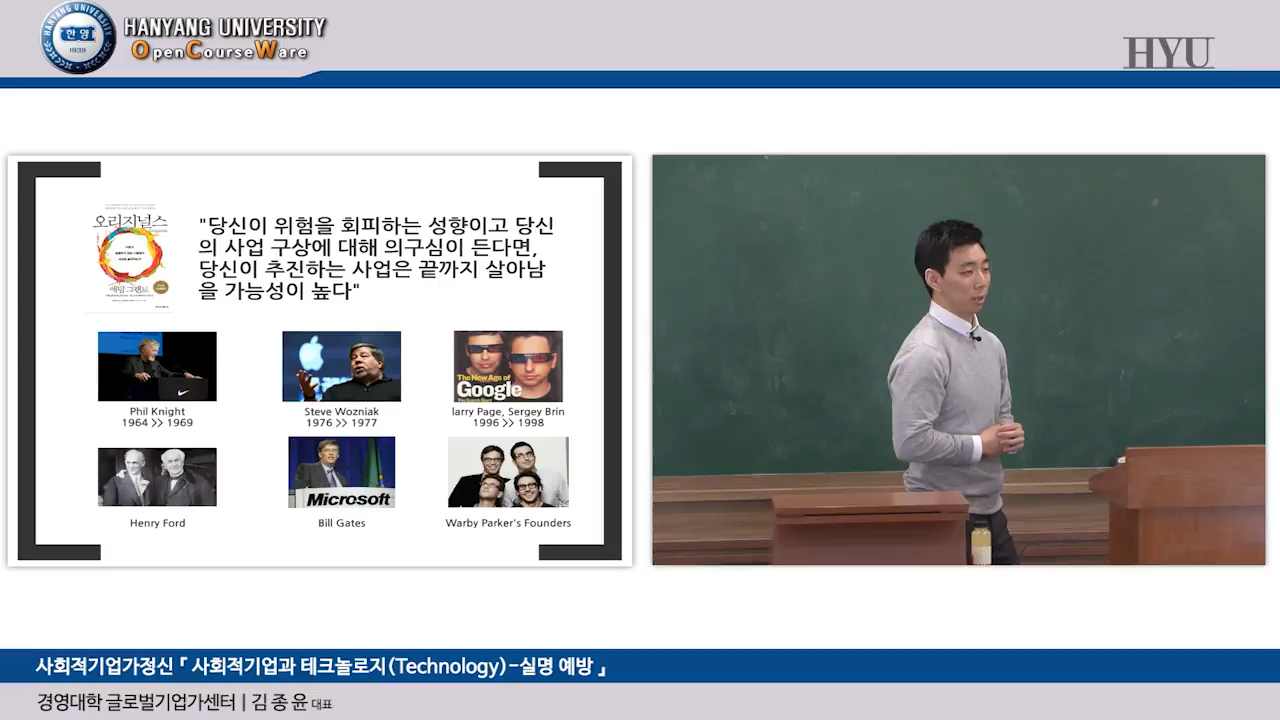 한양
1939
HANYANG UNIVERSITY
OpenCourseWare
HYU
오리지널스
애덤 그랜트
"당신이 위험을 회피하는 성향이고 당신
의 사업 구상에 대해 의구심이 든다면,
당신이 추진하는 사업은 끝까지 살아남
을 가능성이 높다"
Phil Knight
1964 >> 1969
Steve Wozniak
1976 >> 1977
The New Age of
Google
larry Page, Sergey Brin
1996 >> 1998
Henry Ford
Microsoft
Bill Gates
Warby Parker's Founders
사회적기업가정신『 사회적기업과 테크놀로지(Technology)-실명 예방 』
경영대학 글로벌기업가센터 | 김 종 윤 대표